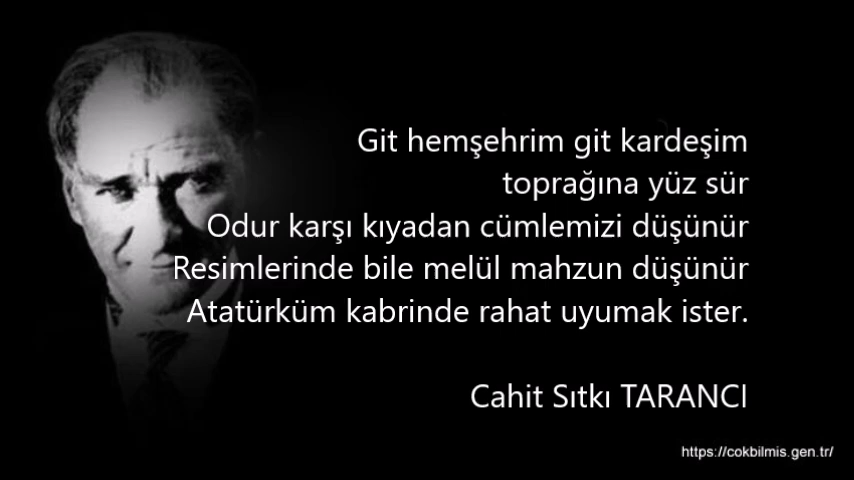 Git hemşehrim git kardeşim
toprağına yüz sür
Odur karşı kıyadan cümlemizi düşünür
Resimlerinde bile melül mahzun düşünür
Atatürküm kabrinde rahat uyumak ister.
Cahit Sıtkı TARANCI
https://cokbilmis.gen.tr/